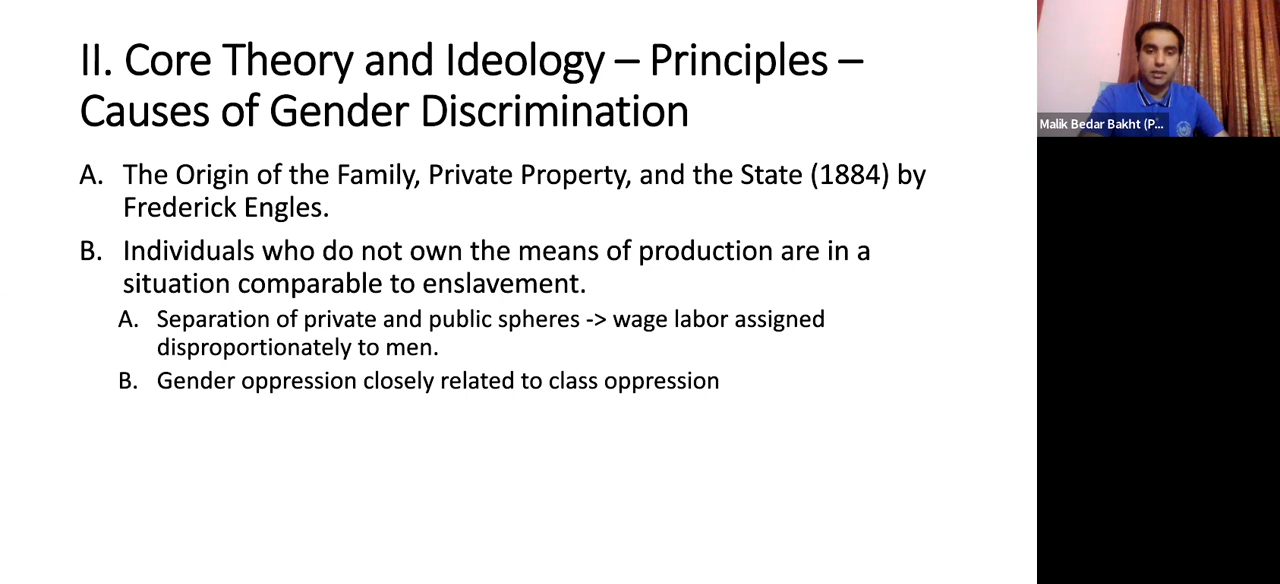 II. Core Theory and Ideology – Principles –
Causes of Gender Discrimination
A. The Origin of the Family, Private Property, and the State (1884) by
Frederick Engles.
B. Individuals who do not own the means of production are in a
situation comparable to enslavement.
A. Separation of private and public spheres -> wage labor assigned
disproportionately to men.
B. Gender oppression closely related to class oppression
Malik Bedar Bakht (P...